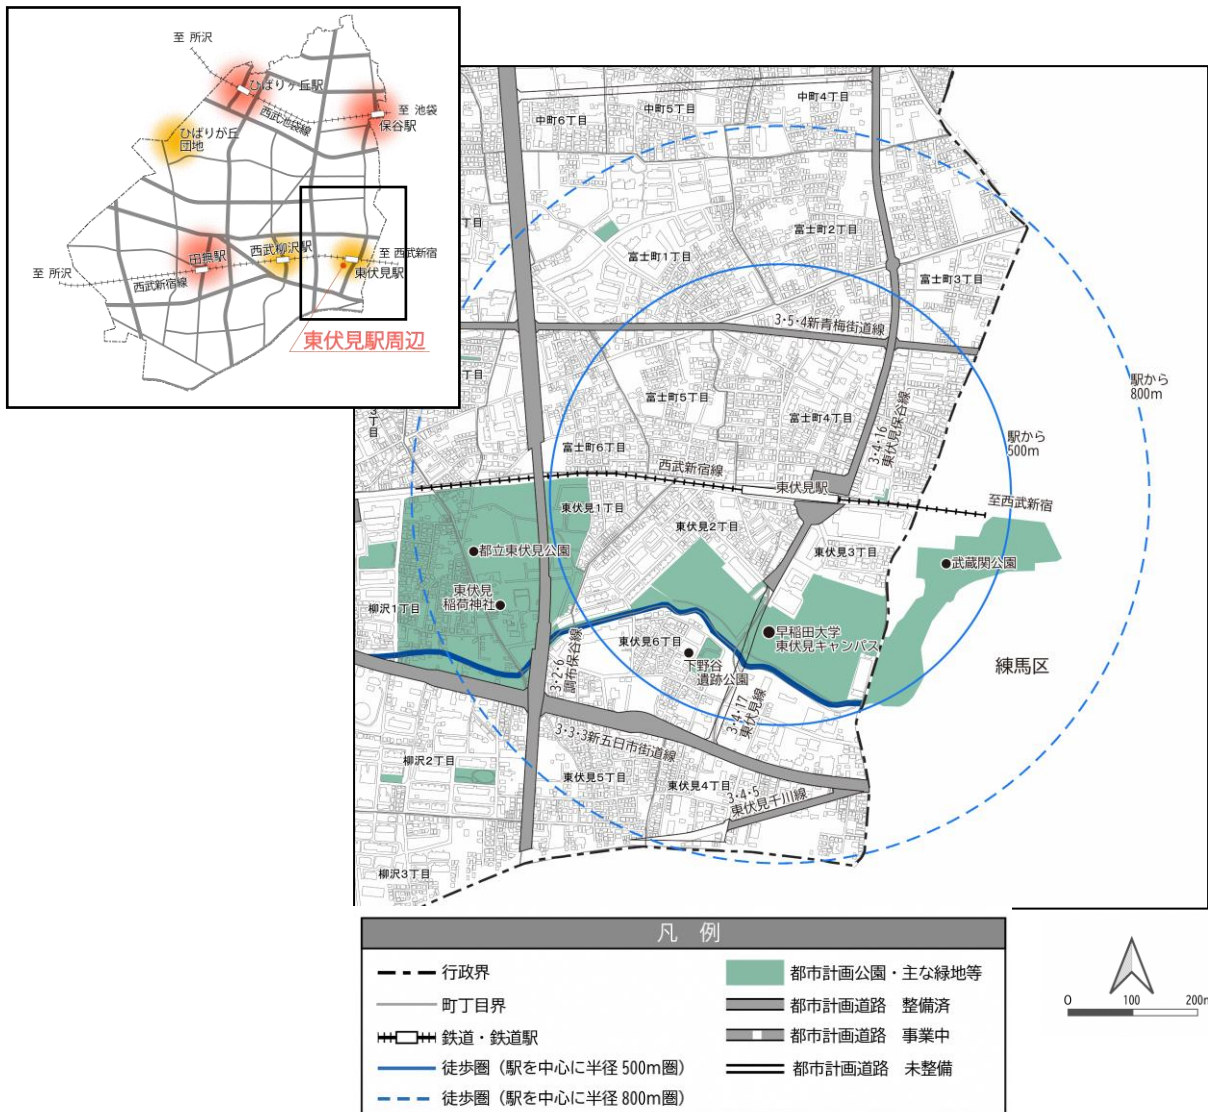 至 所沢
ひばりヶ丘駅
西武池袋線
至 池袋
保谷駅
ひばりが丘
団地
田無駅
西武柳沢駅
至 西武新宿
東伏見駅
至 所沢
西武新宿線
東伏見駅周辺
中町4丁目
中町5丁目
中町6丁目
富士町2丁目
富士町1丁目
富士町3丁目
丁目
3・5・4新青梅街道線
丁目
3
丁
目
富士町5丁目
富士町4丁目
富士町6丁目
3・4・16
東伏見保谷線
駅から
800m
駅から
500m
西武新宿線
東伏見駅
至西武新宿
東伏見1丁目
東伏見2丁目
東伏見3丁目
都立東伏見公園
武蔵関公園
東伏見
稲荷神社
柳沢1丁目
早稲田大学
東伏見キャンパス
東伏見6丁目
下野谷
遺跡公園
練馬区
3・2・6
調布保谷線
3・4・17
東伏見線
3・3・3新五日市街道線
柳沢2丁目
東伏見5丁目
東伏見4丁目
3・4・5
東伏見千川線
柳沢3丁目
凡 例
行政界
町丁目界
鉄道・鉄道駅
徒歩圏（駅を中心に半径 500m圏）
徒歩圏（駅を中心に半径 800m圏）
都市計画公園・主な緑地等
都市計画道路 整備済
都市計画道路 事業中
都市計画道路 未整備
0 100 200m